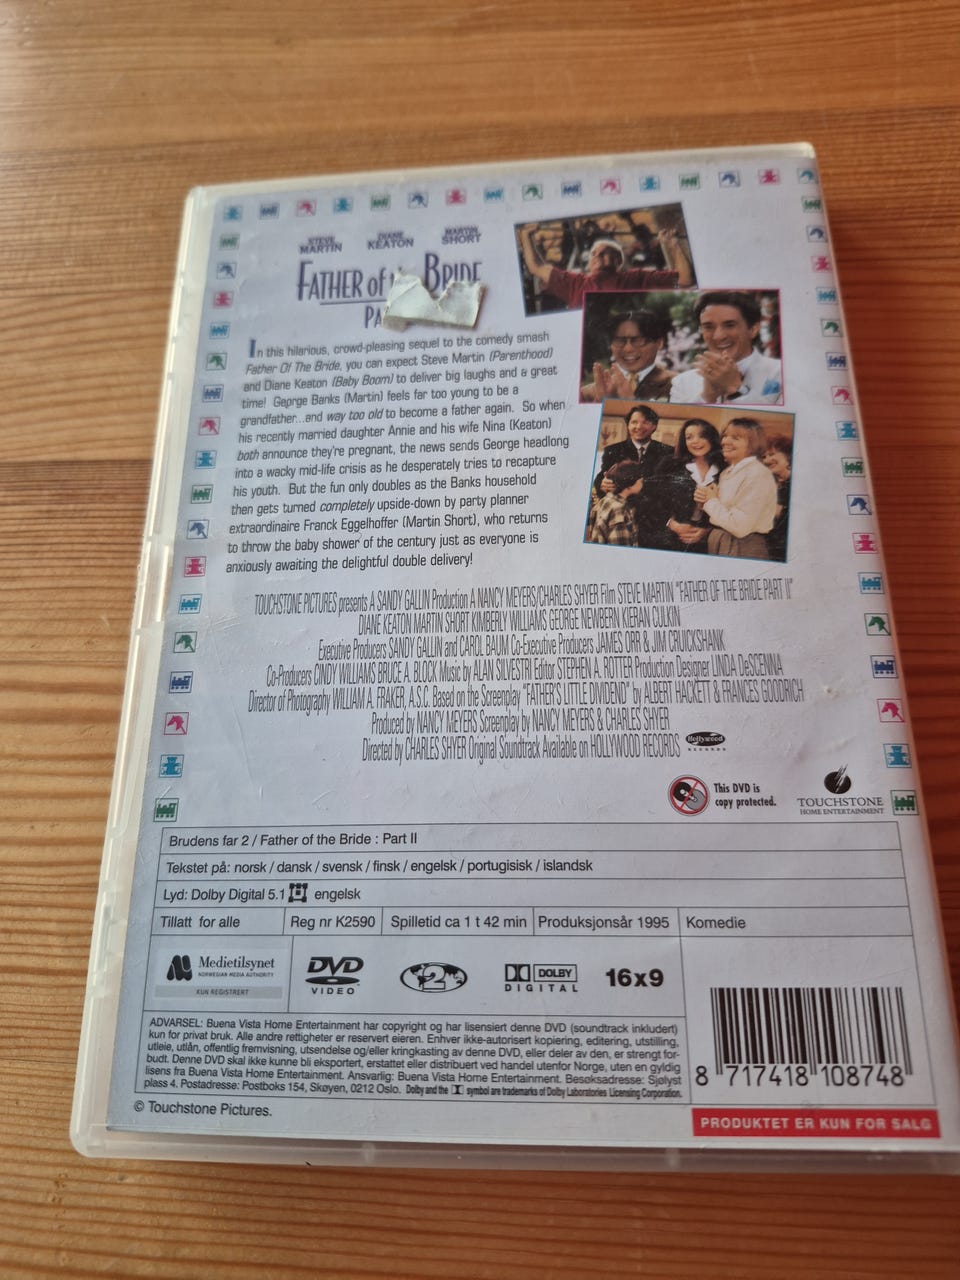 STEVE MARTIN DIANE KEATON MARTIN SHORT
FATHER of BRIDE
PA
In this hilarious, crowd-pleasing sequel to the comedy smash
Father Of The Bride, you can expect Steve Martin (Parenthood)
and Diane Keaton (Baby Boom) to deliver big laughs and a great
time! George Banks (Martin) feels far too young to be a
grandfather...and way too old to become a father again. So when
his recently married daughter Annie and his wife Nina (Keaton)
both announce they're pregnant, the news sends George headlong
into a wacky mid-life crisis as he desperately tries to recapture
his youth. But the fun only doubles as the Banks household
then gets turned completely upside-down by party planner
extraordinaire Franck Eggelhoffer (Martin Short), who returns
to throw the baby shower of the century just as everyone is
anxiously awaiting the delightful double delivery!
TOUCHSTONE PICTURES presents A SANDY GALLIN Production A NANCY MEYERS/CHARLES SHYER Film STEVE MARTIN "FATHER OF THE BRIDE PART II"
DIANE KEATON MARTIN SHORT KIMBERLY WILLIAMS GEORGE NEWBERN KIERAN CULKIN
Executive Producers SANDY GALLIN and CAROL BAUM Co-Executive Producers JAMES ORR & JIM CRUICKSHANK
Co-Producers CINDY WILLIAMS BRUCE A. BLOCK Music by ALAN SILVESTRI Editor STEPHEN A. ROTTER Production Designer LINDA DeSCENNA
Director of Photography WILLIAM A. FRAKER, A.S.C. Based on the Screenplay "FATHER'S LITTLE DIVIDEND" by ALBERT HACKETT & FRANCES GOODRICH
Produced by NANCY MEYERS Screenplay by NANCY MEYERS & CHARLES SHYER
Directed by CHARLES SHYER Original Soundtrack Available on HOLLYWOOD RECORDS Hollywood RECORDS
This DVD is
copy protected.
TOUCHSTONE
HOME ENTERTAINMENT
Brudens far 2 / Father of the Bride : Part II
Tekstet på: norsk / dansk / svensk / finsk / engelsk / portugisisk / islandsk
Lyd: Dolby Digital 5.1 engelsk
Tillatt for alle Reg nr K2590 Spilletid ca 1 t 42 min Produksjonsår 1995 Komedie
Medietilsynet
NORWEGIAN MEDIA AUTHORITY
KUN REGISTRERT
DVD
VIDEO
2
DOLBY
DIGITAL
16x9
ADVARSEL: Buena Vista Home Entertainment har copyright og har lisensiert denne DVD (soundtrack inkludert)
kun for privat bruk. Alle andre rettigheter er reservert eieren. Enhver ikke-autorisert kopiering, editering, utstilling,
utleie, utlån, offentlig fremvisning, utsendelse og/eller kringkasting av denne DVD, eller deler av den, er strengt for-
budt. Denne DVD skal ikke kunne bli eksportert, erstattet eller distribuert ved handel utenfor Norge, uten en gyldig
lisens fra Buena Vista Home Entertainment. Ansvarlig: Buena Vista Home Entertainment. Besøksadresse: Sjølyst
plass 4. Postadresse: Postboks 154, Skøyen, 0212 Oslo. Dolby and the symbol are trademarks of Dolby Laboratories Licensing Corporation.
8 717418 108748
© Touchstone Pictures.
PRODUKTET ER KUN FOR SALG